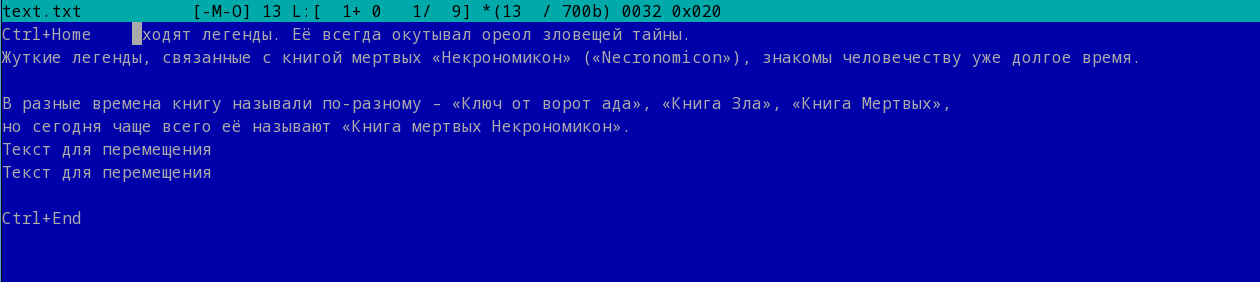 text.txt [-M-O] 13 L:[ 1+ 0 1/ 9] *(13 / 700b) 0032 0x020
Ctrl+Home ходят легенды. Её всегда окутывал ореол зловещей тайны.
Жуткие легенды, связанные с книгой мертвых «Некрономикон» («Necronomicon»), знакомы человечеству уже долгое время.
В разные времена книгу называли по-разному – «Ключ от ворот ада», «Книга Зла», «Книга Мертвых»,
но сегодня чаще всего её называют «Книга мертвых Некрономикон».
Текст для перемещения
Текст для перемещения
Ctrl+End